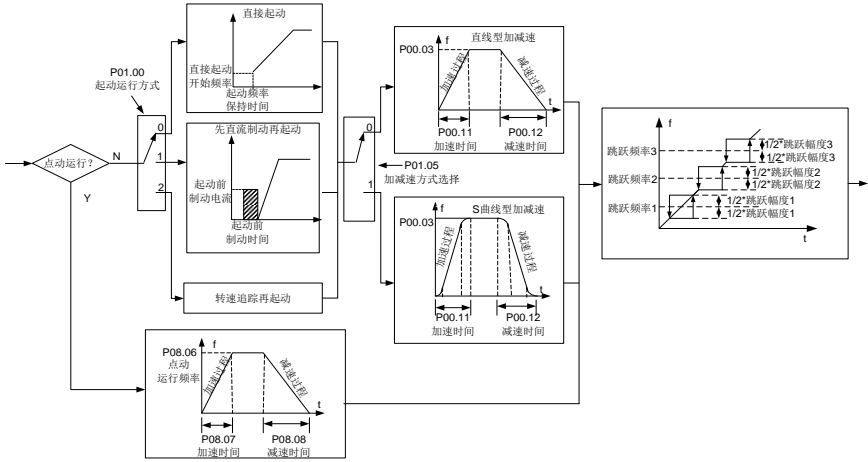 点动运行？
N
Y
P01.00
起动运行方式
0
1
2
直接起动
f
直接起动
开始频率
起动频率
保持时间
t
先直流制动再起动
f
起动前
制动电流
起动前
制动时间
t
转速追踪再起动
0
1
P01.05
加减速方式选择
直线型加减速
P00.03
f
加速过程
减速过程
t
P00.11
加速时间
P00.12
减速时间
S曲线型加减速
P00.03
f
加速过程
减速过程
t
P00.11
加速时间
P00.12
减速时间
P08.06
点动
运行频率
f
加速过程
减速过程
t
P08.07
加速时间
P08.08
减速时间
f
跳跃频率3
跳跃频率2
跳跃频率1
1/2*跳跃幅度3
1/2*跳跃幅度3
1/2*跳跃幅度2
1/2*跳跃幅度2
1/2*跳跃幅度1
1/2*跳跃幅度1
t